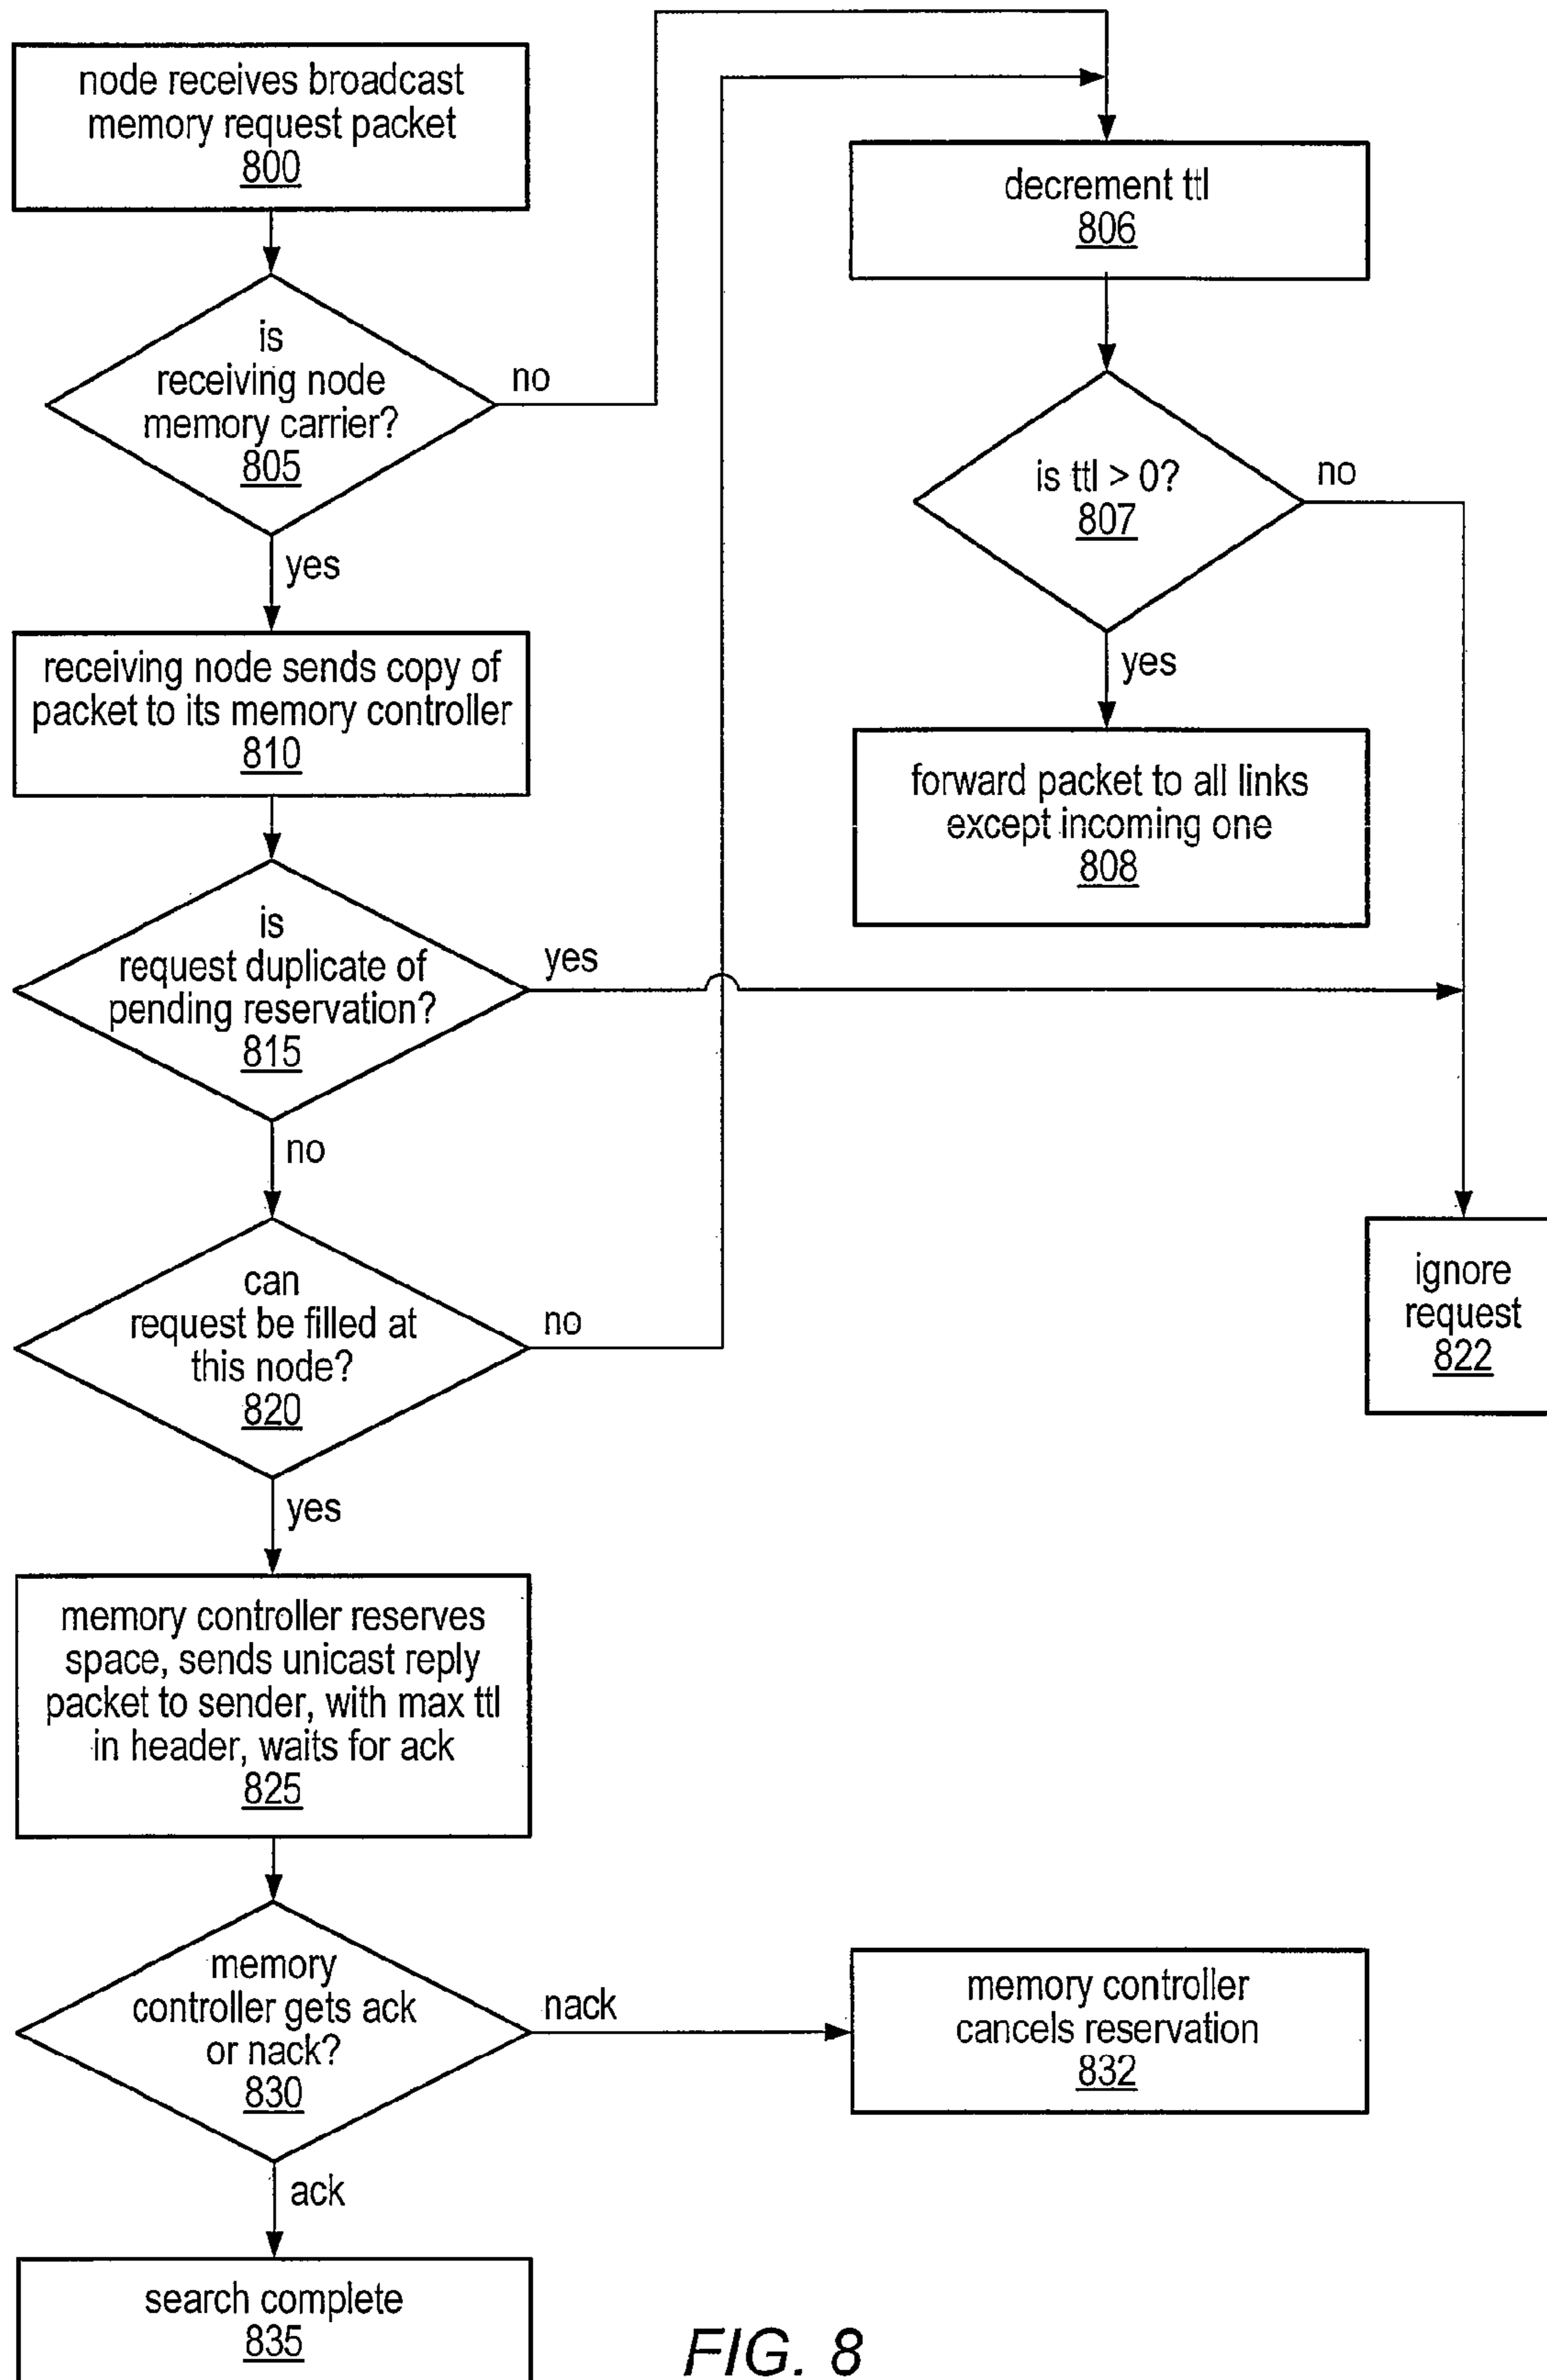 node receives broadcast
memory request packet
800
is
receiving node
memory carrier?
805
no
yes
receiving node sends copy of
packet to its memory controller
810
is
request duplicate of
pending reservation?
815
yes
no
can
request be filled at
this node?
820
no
yes
memory controller reserves
space, sends unicast reply
packet to sender, with max ttl
in header, waits for ack
825
memory
controller gets ack
or nack?
830
nack
ack
memory controller
cancels reservation
832
search complete
835
decrement ttl
806
is ttl > 0?
807
no
yes
forward packet to all links
except incoming one
808
ignore
request
822
FIG. 8